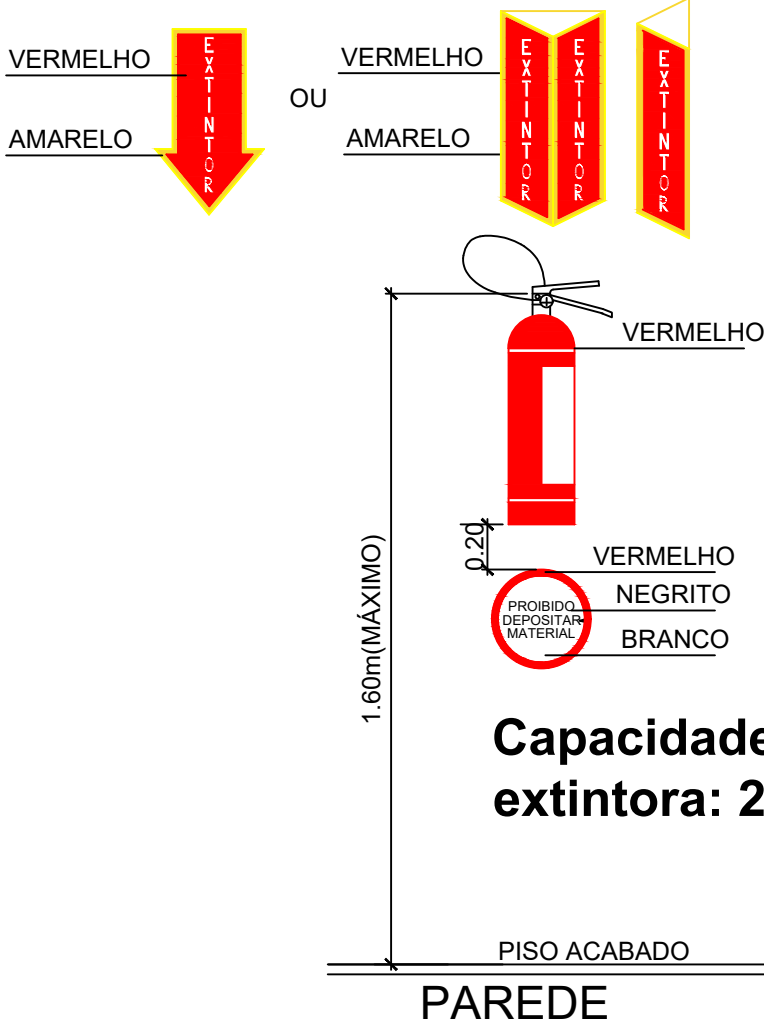 VERMELHO
AMARELO
EXTINTOR
OU
VERMELHO
AMARELO
EXTINTOR
EXTINTOR
EXTINTOR
VERMELHO
1.60m(MÁXIMO)
0.20
VERMELHO
NEGRITO
BRANCO
PROIBIDO
DEPOSITAR
MATERIAL
Capacidade
extintora: 2
PISO ACABADO
PAREDE